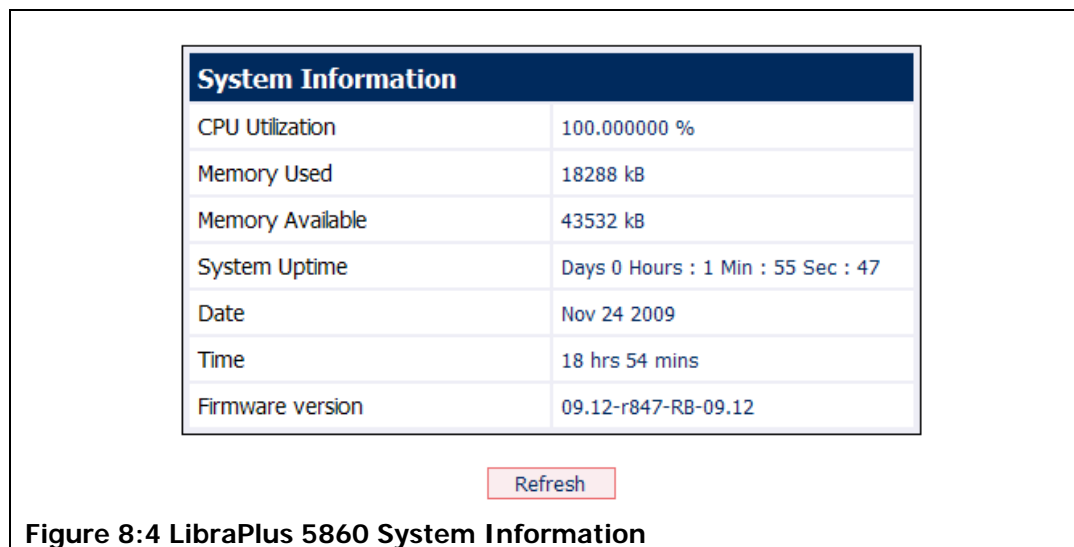 System Information
CPU Utilization 100.000000 %
Memory Used 18288 kB
Memory Available 43532 kB
System Uptime Days 0 Hours : 1 Min : 55 Sec : 47
Date Nov 24 2009
Time 18 hrs 54 mins
Firmware version 09.12-r847-RB-09.12
Refresh
Figure 8:4 LibraPlus 5860 System Information